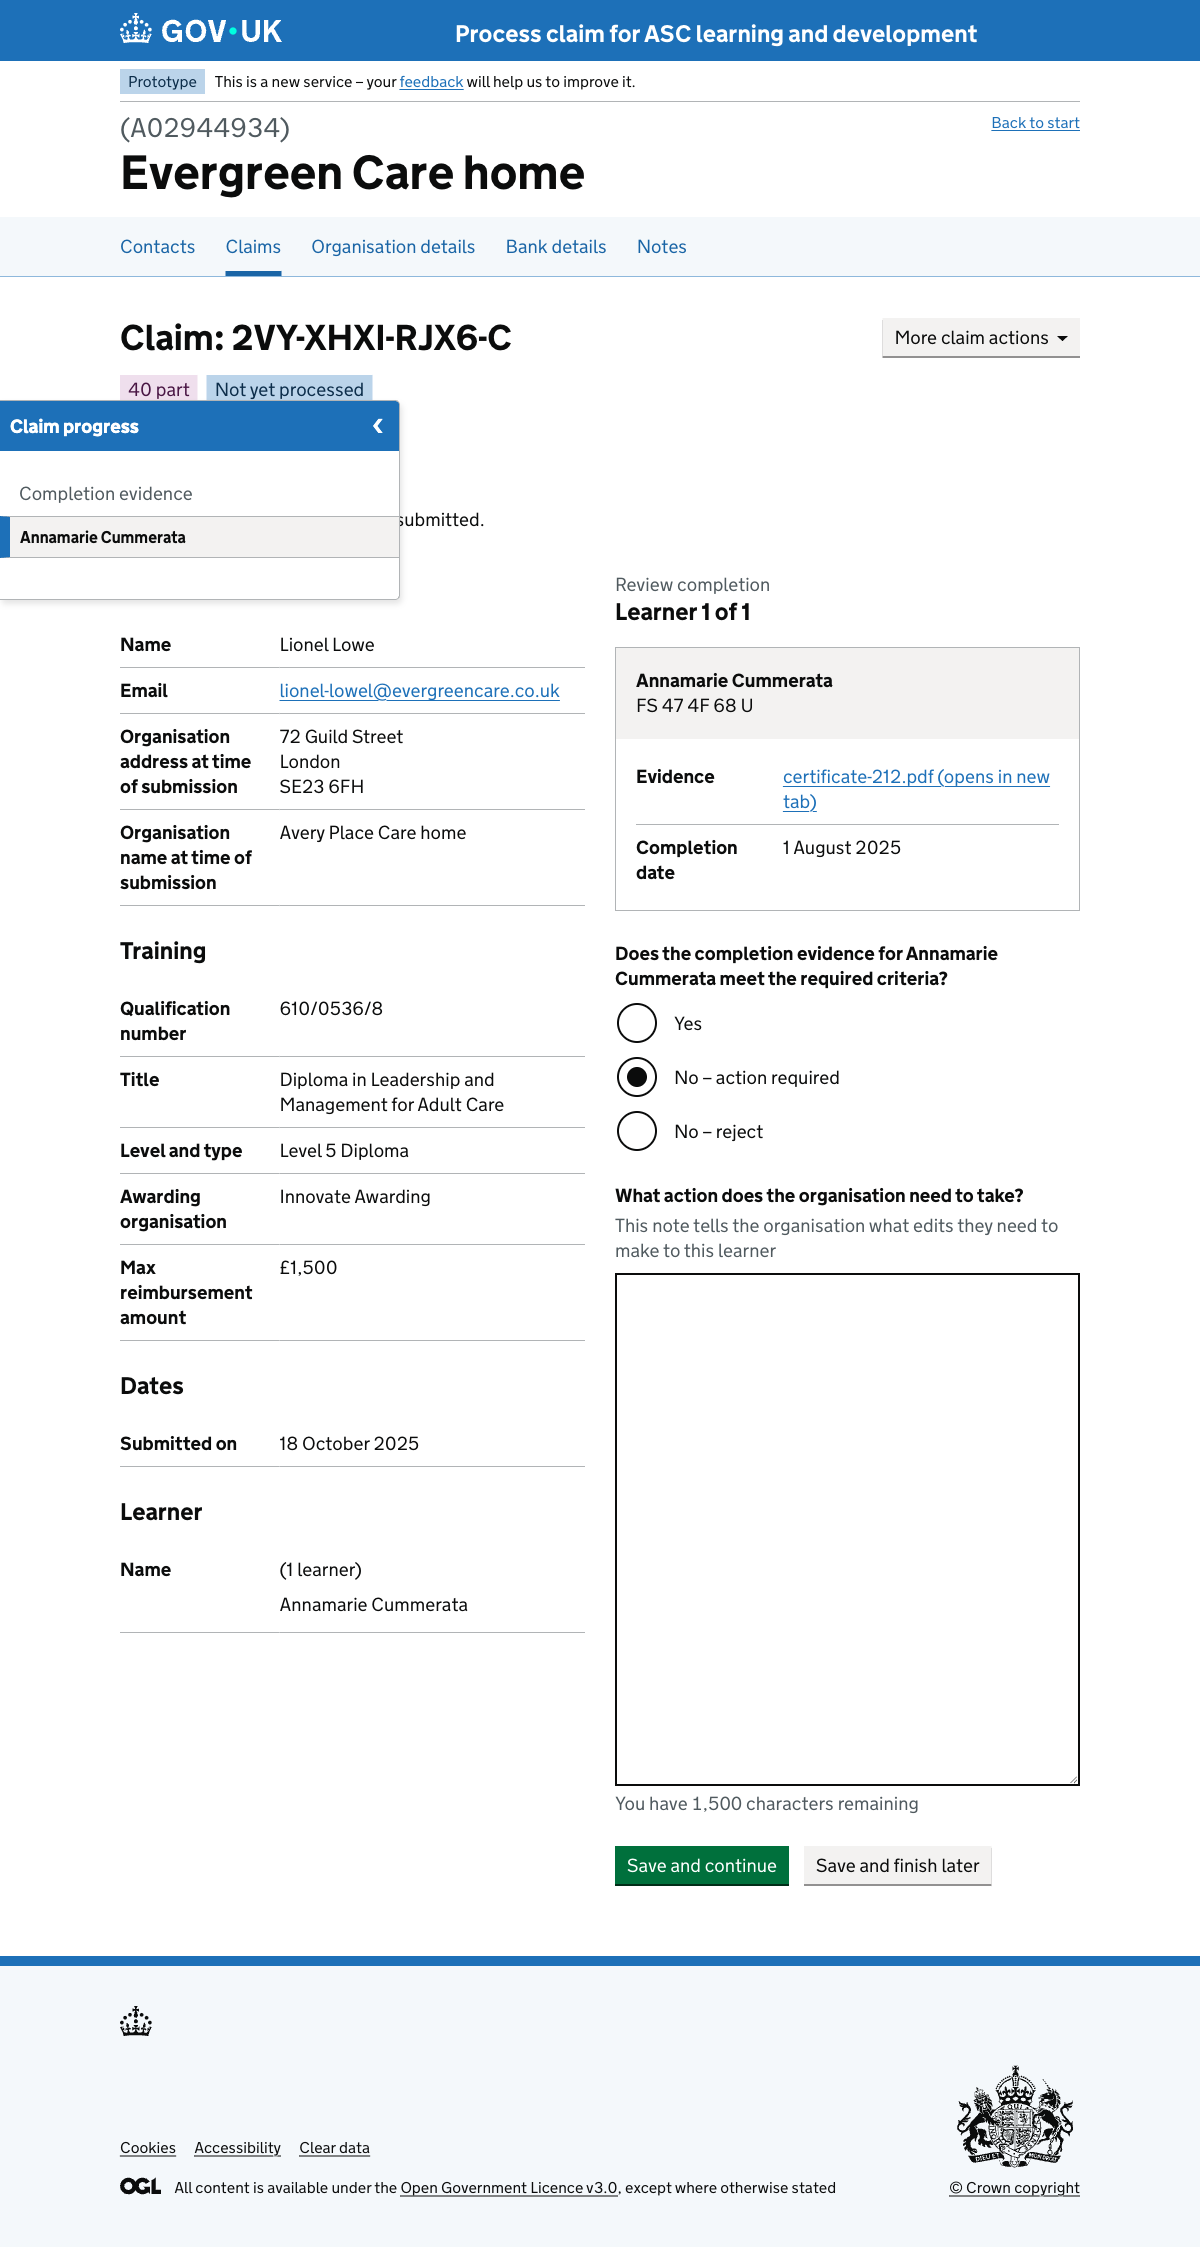 GOV·UK
Process claim for ASC learning and development
Prototype This is a new service – your feedback will help us to improve it.
(A02944934)
Back to start
Evergreen Care home
Contacts Claims Organisation details Bank details Notes
Claim: 2VY-XHXI-RJX6-C
More claim actions
40 part Not yet processed
Claim progress
Completion evidence
submitted.
Annamarie Cummerata
Name Lionel Lowe
Email lionel-lowel@evergreencare.co.uk
Organisation address at time of submission
72 Guild Street
London
SE23 6FH
Organisation name at time of submission
Avery Place Care home
Training
Qualification number
610/0536/8
Title
Diploma in Leadership and
Management for Adult Care
Level and type Level 5 Diploma
Awarding organisation
Innovate Awarding
Max reimbursement amount
£1,500
Dates
Submitted on 18 October 2025
Learner
Name (1 learner)
Annamarie Cummerata
Review completion
Learner 1 of 1
Annamarie Cummerata
FS 47 4F 68 U
Evidence
certificate-212.pdf (opens in new
tab)
Completion date
1 August 2025
Does the completion evidence for Annamarie
Cummerata meet the required criteria?
Yes
No – action required
No – reject
What action does the organisation need to take?
This note tells the organisation what edits they need to
make to this learner
You have 1,500 characters remaining
Save and continue Save and finish later
Cookies Accessibility Clear data
OGL All content is available under the Open Government Licence v3.0, except where otherwise stated
© Crown copyright